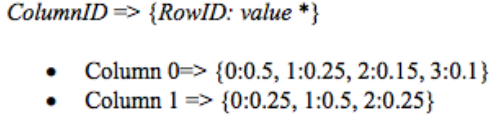 ColumnID => {RowID: value *}
• Column 0=> {0:0.5, 1:0.25, 2:0.15, 3:0.1}
• Column 1 => {0:0.25, 1:0.5, 2:0.25}